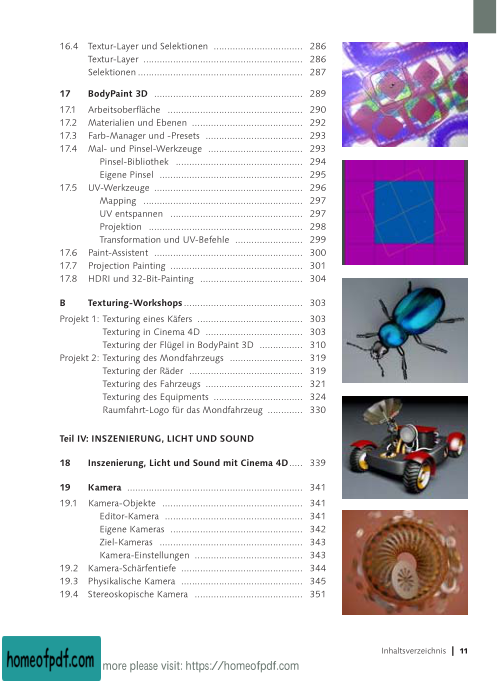 16.4 Textur-Layer und Selektionen ................................. 286
Textur-Layer ........................................................... 286
Selektionen ............................................................. 287
17 BodyPaint 3D ....................................................... 289
17.1 Arbeitsoberfläche .................................................. 290
17.2 Materialien und Ebenen ......................................... 292
17.3 Farb-Manager und -Presets .................................... 293
17.4 Mal- und Pinsel-Werkzeuge ................................... 293
Pinsel-Bibliothek ............................................... 294
Eigene Pinsel ..................................................... 295
17.5 UV-Werkzeuge ....................................................... 296
Mapping ........................................................... 297
UV entspannen ................................................. 297
Projektion ......................................................... 298
Transformation und UV-Befehle ......................... 299
17.6 Paint-Assistent ....................................................... 300
17.7 Projection Painting ................................................. 301
17.8 HDRI und 32-Bit-Painting ...................................... 304
B Texturing-Workshops ............................................ 303
Projekt 1: Texturing eines Käfers ....................................... 303
Texturing in Cinema 4D .................................... 303
Texturing der Flügel in BodyPaint 3D ................ 310
Projekt 2: Texturing des Mondfahrzeugs ........................... 319
Texturing der Räder .......................................... 319
Texturing des Fahrzeugs .................................... 321
Texturing des Equipments ................................. 324
Raumfahrt-Logo für das Mondfahrzeug ............. 330
Teil IV: INSZENIERUNG, LICHT UND SOUND
18 Inszenierung, Licht und Sound mit Cinema 4D ..... 339
19 Kamera ................................................................. 341
19.1 Kamera-Objekte .................................................... 341
Editor-Kamera ................................................... 341
Eigene Kameras ................................................. 342
Ziel-Kameras ..................................................... 343
Kamera-Einstellungen ........................................ 343
19.2 Kamera-Schärfentiefe ............................................. 344
19.3 Physikalische Kamera ............................................. 345
19.4 Stereoskopische Kamera ........................................ 351
Inhaltsverzeichnis | 11
homeofpdf.com more please visit: https://homeofpdf.com